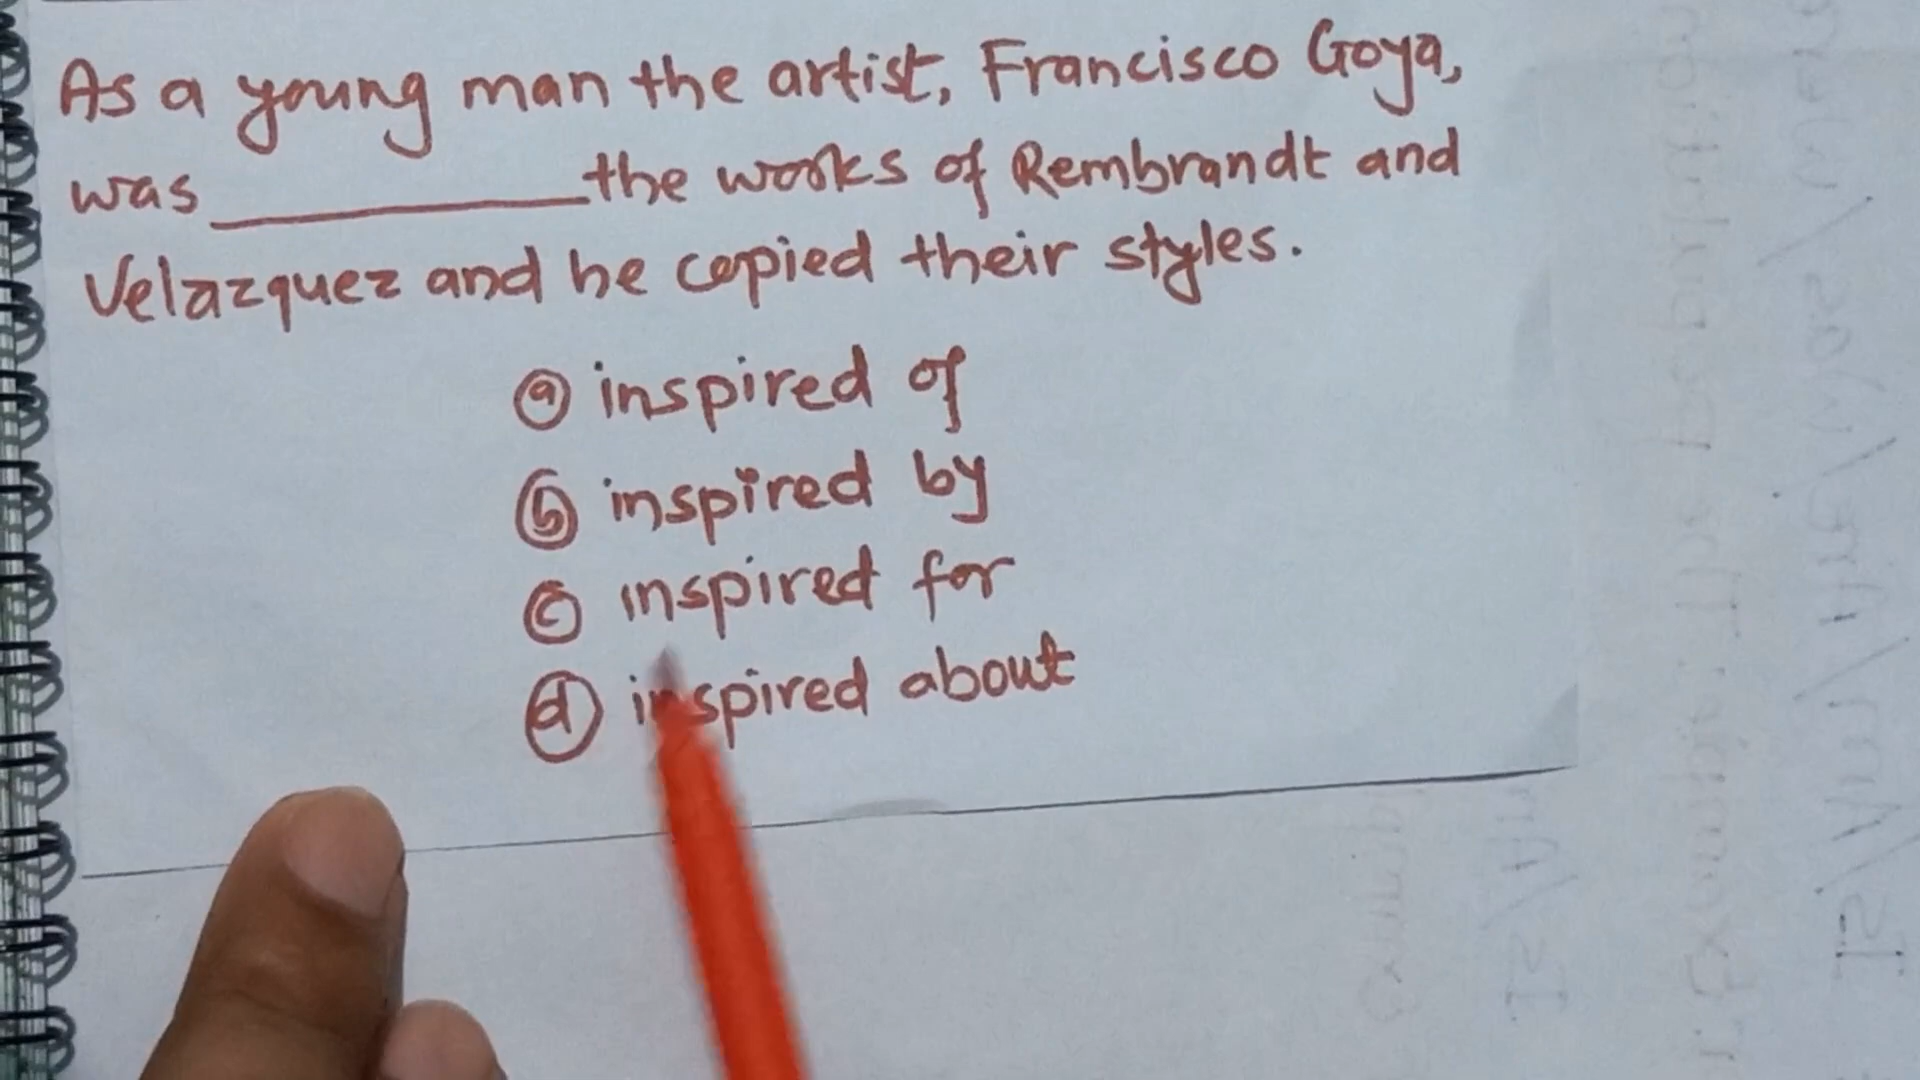 As a young man the artist, Francisco Goya,
was ____________ the works of Rembrandt and
Velazquez and he copied their styles.
(a) inspired of
(b) inspired by
(c) inspired for
(d) inspired about